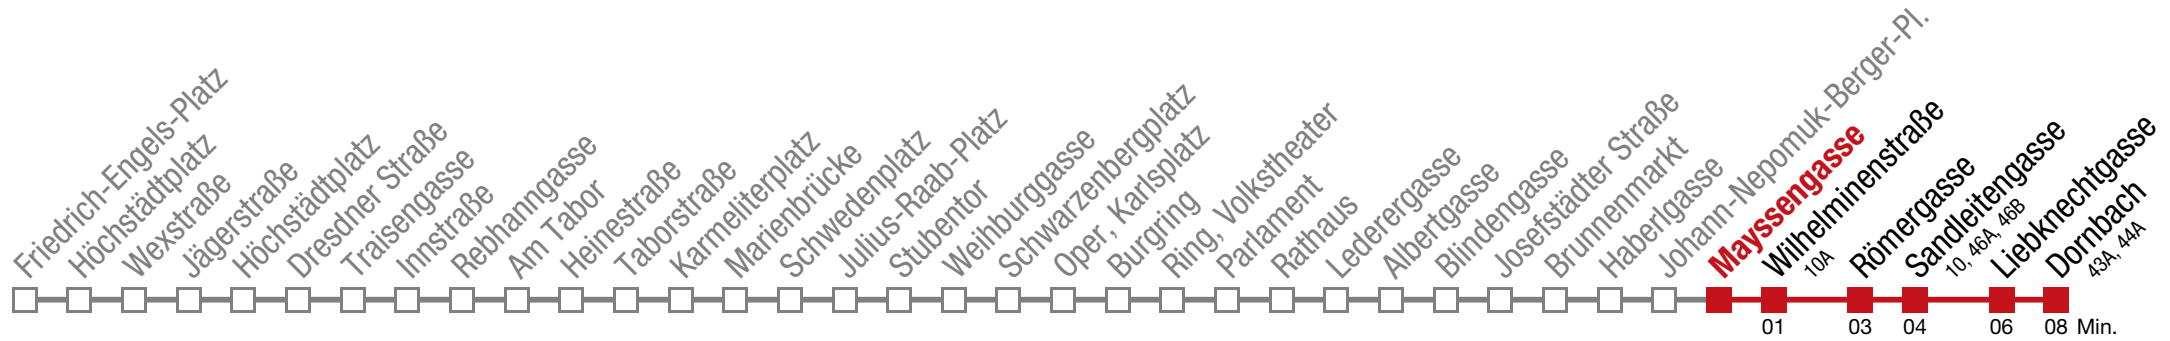 Friedrich-Engels-Platz
Höchstädtplatz
Wexstraße
Jägerstraße
Höchstädtplatz
Dresdner Straße
Traisengasse
Innstraße
Rebhanngasse
Am Tabor
Heinestraße
Taborstraße
Karmeliterplatz
Marienbrücke
Schwedenplatz
Julius-Raab-Platz
Stubentor
Weihburggasse
Schwarzenbergplatz
Oper, Karlsplatz
Burgring
Ring, Volkstheater
Parlament
Rathaus
Lederergasse
Albertgasse
Blindengasse
Josefstädter Straße
Brunnenmarkt
Haberlgasse
Johann-Nepomuk-Berger-Pl.
Mayssengasse
Wilhelminenstraße
10A
Römergasse
Sandleitengasse
10, 46A, 46B
Liebknechtgasse
Dornbach
43A, 44A
01 03 04 06 08 Min.